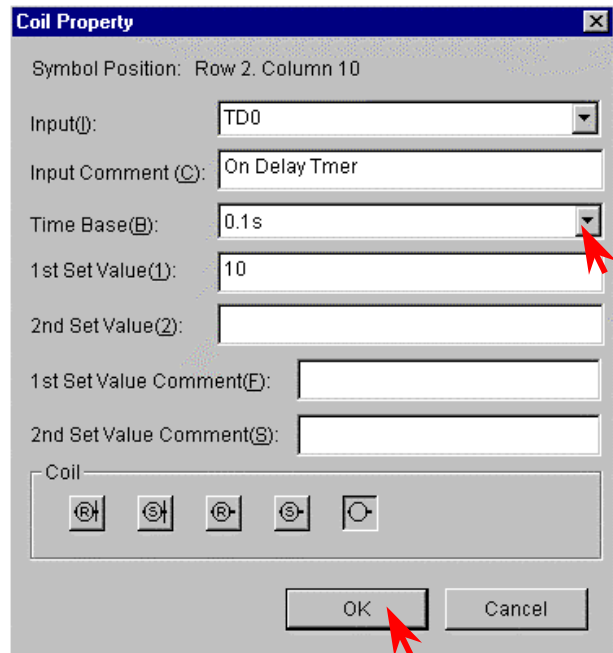 Coil Property
Symbol Position: Row 2. Column 10
Input(I): TD0
Input Comment (C): On Delay Tmer
Time Base(B): 0.1s
1st Set Value(1): 10
2nd Set Value(2):
1st Set Value Comment(F):
2nd Set Value Comment(S):
Coil
R S R S
OK Cancel